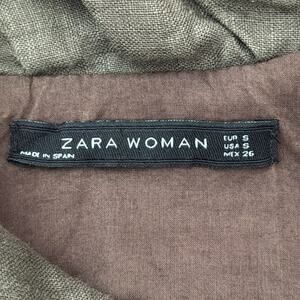 ZARA WOMAN
MADE IN SPAIN
EUR S
USA S
MEX 26